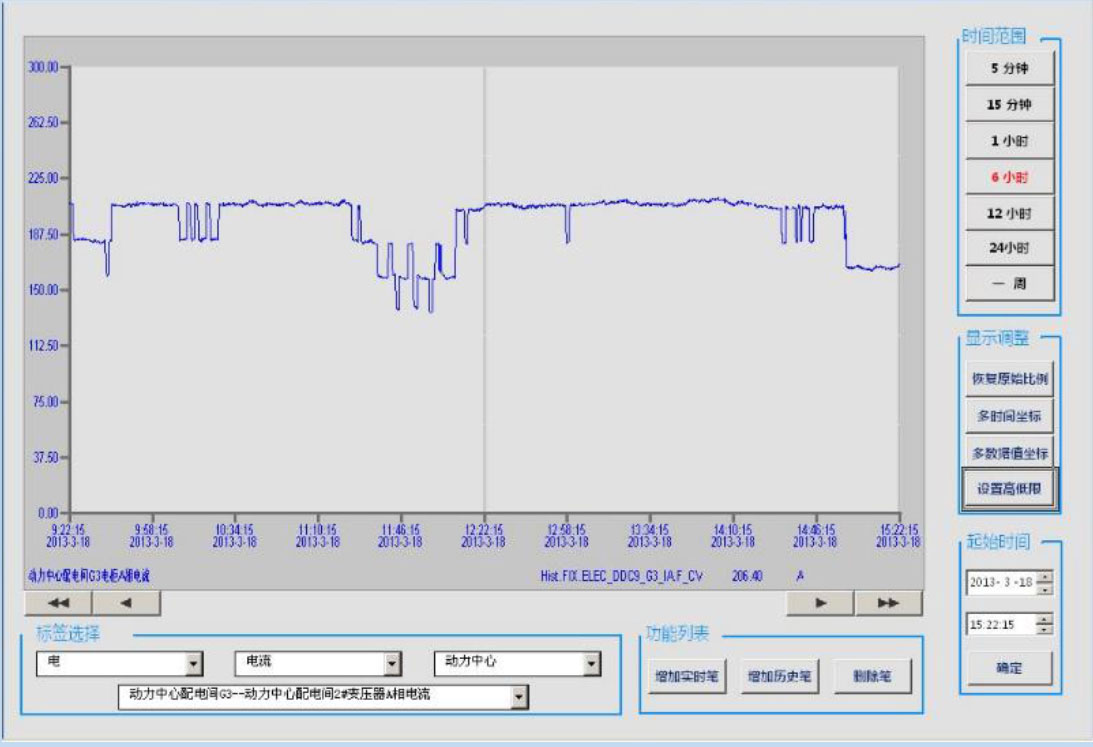 时间范围
5 分钟
15 分钟
1 小时
6 小时
12 小时
24小时
一 周
显示调整
恢复原始比例
多时间坐标
多数据值坐标
设置高低限
起始时间
2013- 3 -18
15:22:15
确定
300.00
262.50
225.00
187.50
150.00
112.50
75.00
37.50
0.00
9:22:15 9:58:15 10:34:15 11:10:15 11:46:15 12:22:15 12:58:15 13:34:15 14:10:15 14:46:15 15:22:15
2013-3-18 2013-3-18 2013-3-18 2013-3-18 2013-3-18 2013-3-18 2013-3-18 2013-3-18 2013-3-18 2013-3-18 2013-3-18
动力中心配电间G3电柜A相电流 Hist.FIX.ELEC_DDC9_G3_IA.F_CV 206.40 A
标签选择
电 电流 动力中心
动力中心配电间G3--动力中心配电间2#变压器A相电流
功能列表
增加实时笔 增加历史笔 删除笔